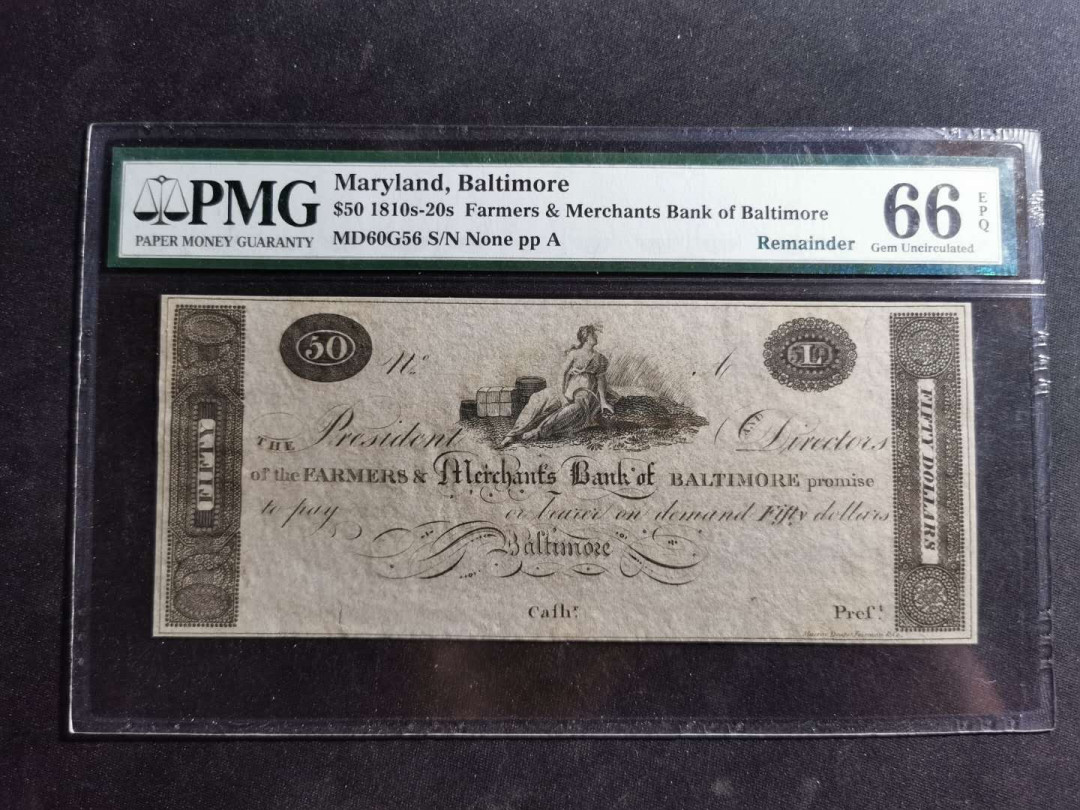 PMG
PAPER MONEY GUARANTY
Maryland, Baltimore
$50 1810s-20s Farmers & Merchants Bank of Baltimore
MD60G56 S/N None pp A
Remainder
66
EPQ
Gem Uncirculated
50
No
A
50
FIFTY
THE President & Directors
of the FARMERS & Merchants Bank of BALTIMORE promise
to pay or bearer on demand Fifty dollars
Baltimore
Cashr.
Prest.
FIFTY DOLLARS